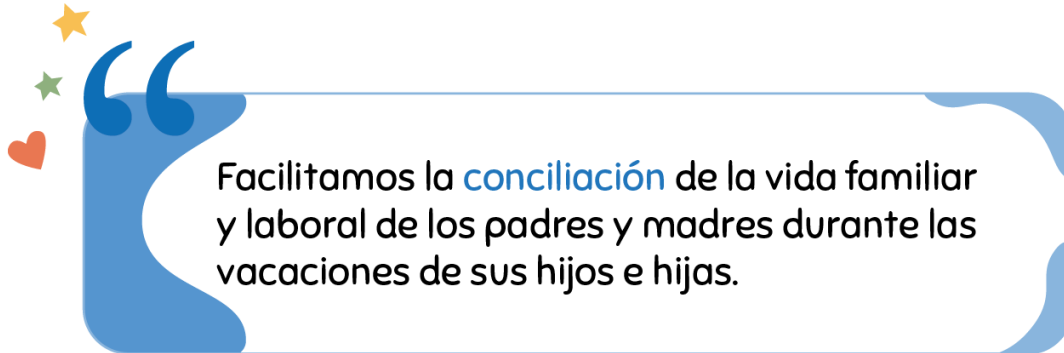 Facilitamos la conciliación de la vida familiar
y laboral de los padres y madres durante las
vacaciones de sus hijos e hijas.